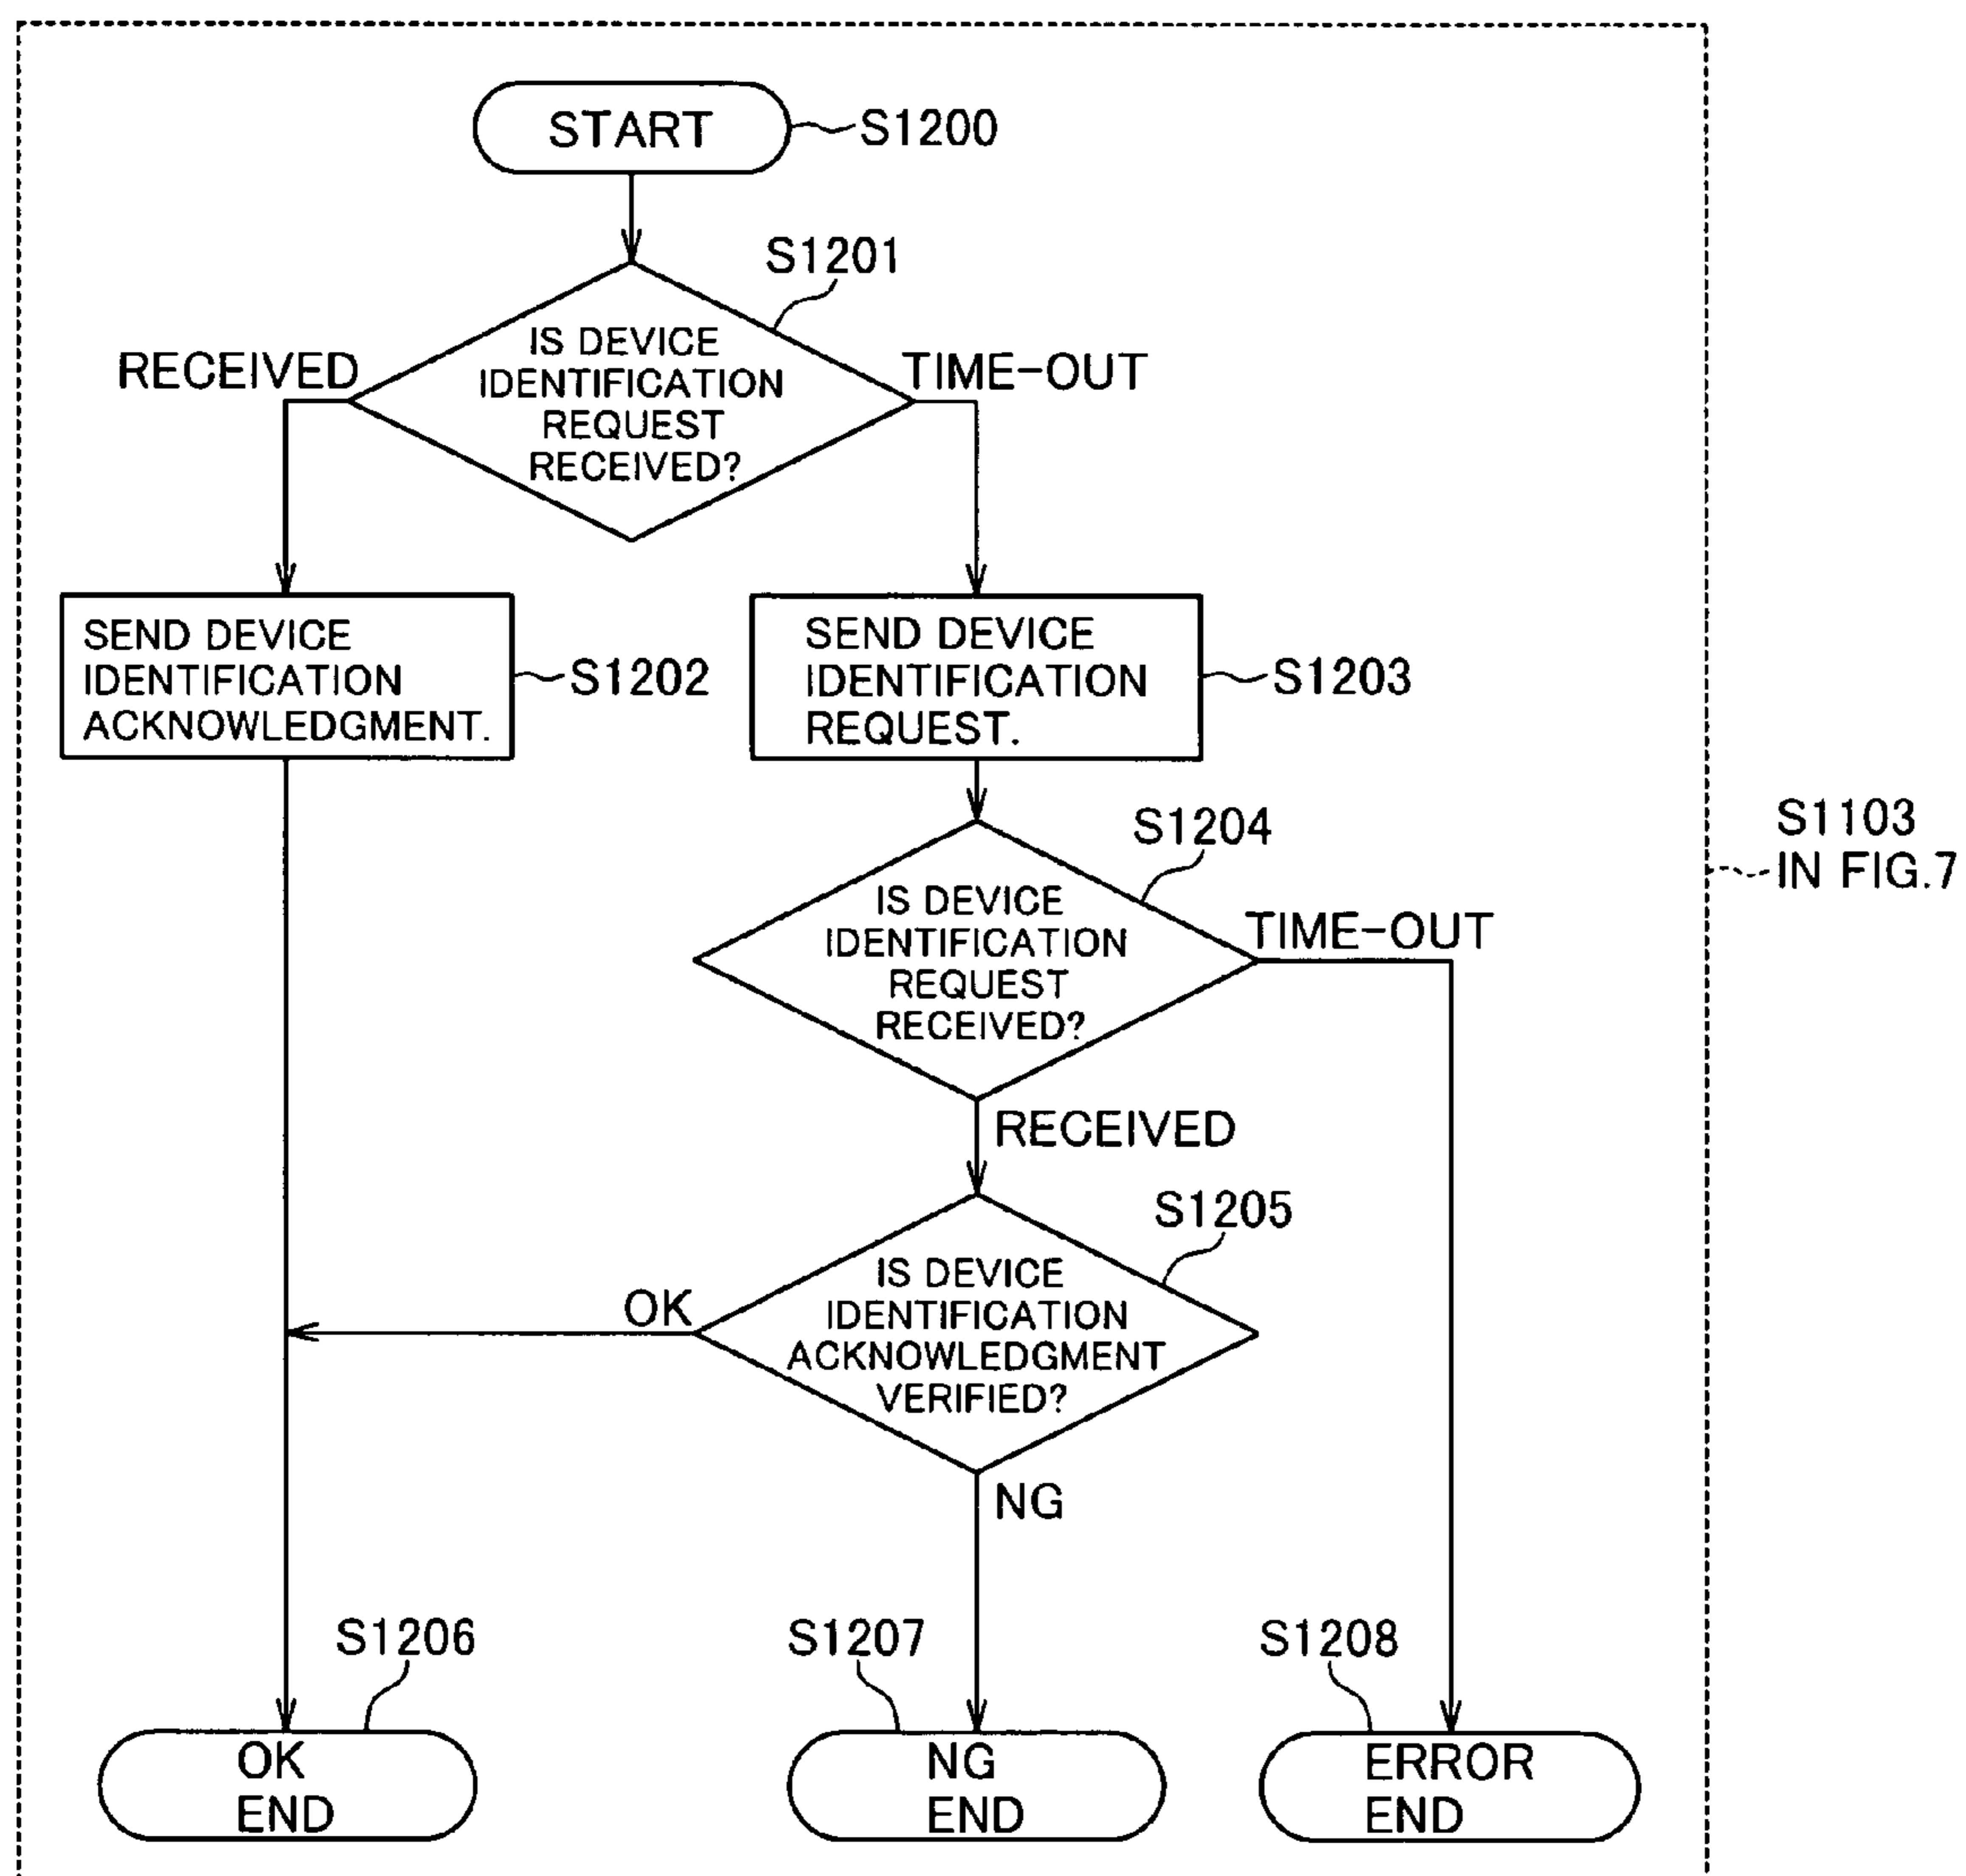 START
S1200
S1201
IS DEVICE
IDENTIFICATION
REQUEST
RECEIVED?
RECEIVED
TIME-OUT
SEND DEVICE
IDENTIFICATION
ACKNOWLEDGMENT.
S1202
SEND DEVICE
IDENTIFICATION
REQUEST.
S1203
S1204
IS DEVICE
IDENTIFICATION
REQUEST
RECEIVED?
TIME-OUT
S1103
IN FIG.7
RECEIVED
S1205
IS DEVICE
IDENTIFICATION
ACKNOWLEDGMENT
VERIFIED?
OK
NG
S1206
OK
END
S1207
NG
END
S1208
ERROR
END